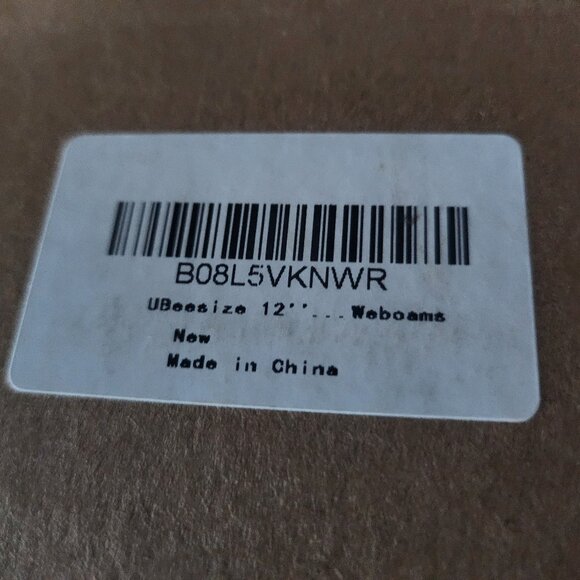 B08L5VKNWR
UBeesize 12''...Webcams
New
Made in China